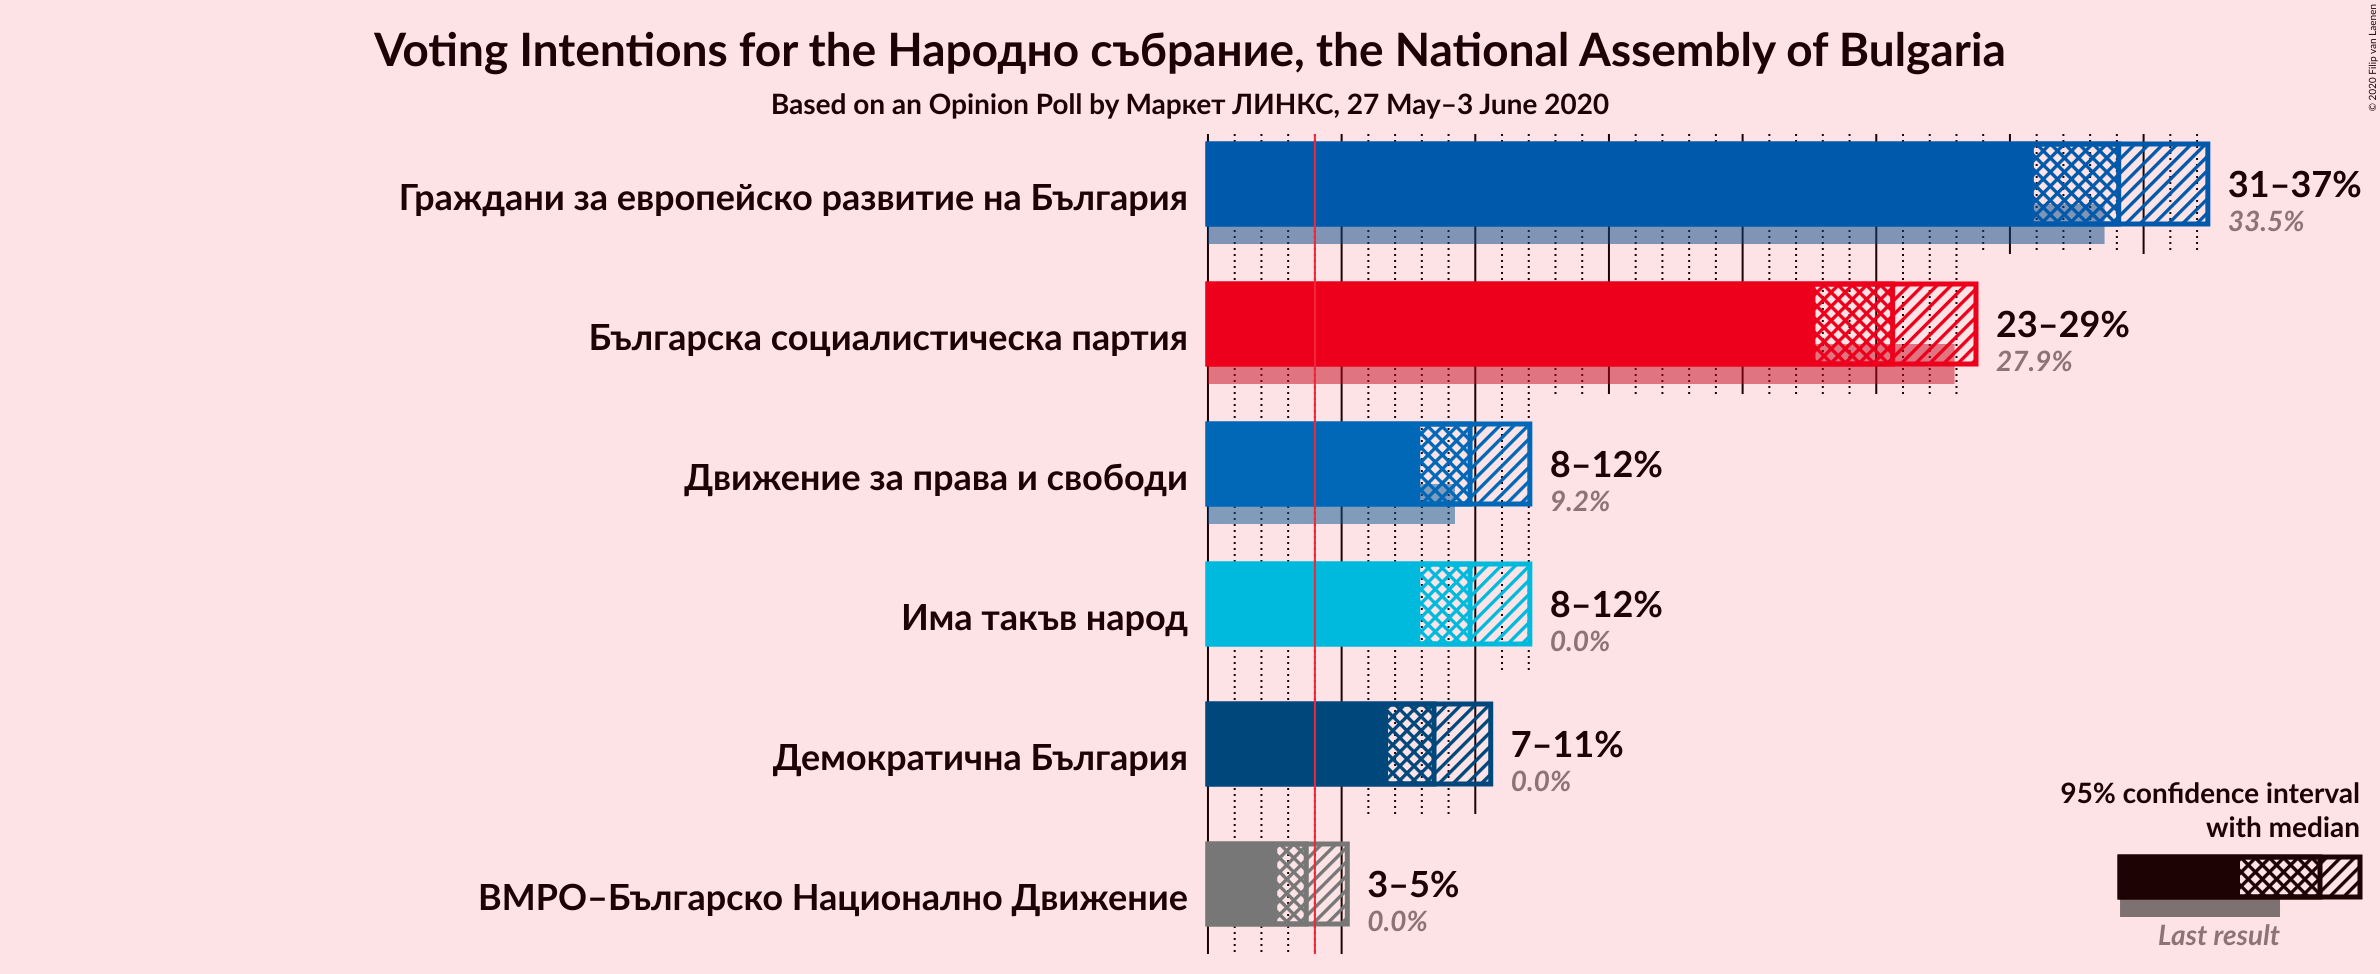 Voting Intentions for the Народно събрание, the National Assembly of Bulgaria
Based on an Opinion Poll by Маркет ЛИНКС, 27 May–3 June 2020
© 2020 Filip van Laenen
Граждани за европейско развитие на България
31–37%
33.5%
Българска социалистическа партия
23–29%
27.9%
Движение за права и свободи
8–12%
9.2%
Има такъв народ
8–12%
0.0%
Демократична България
7–11%
0.0%
ВМРО–Българско Национално Движение
3–5%
0.0%
95% confidence interval
with median
Last result